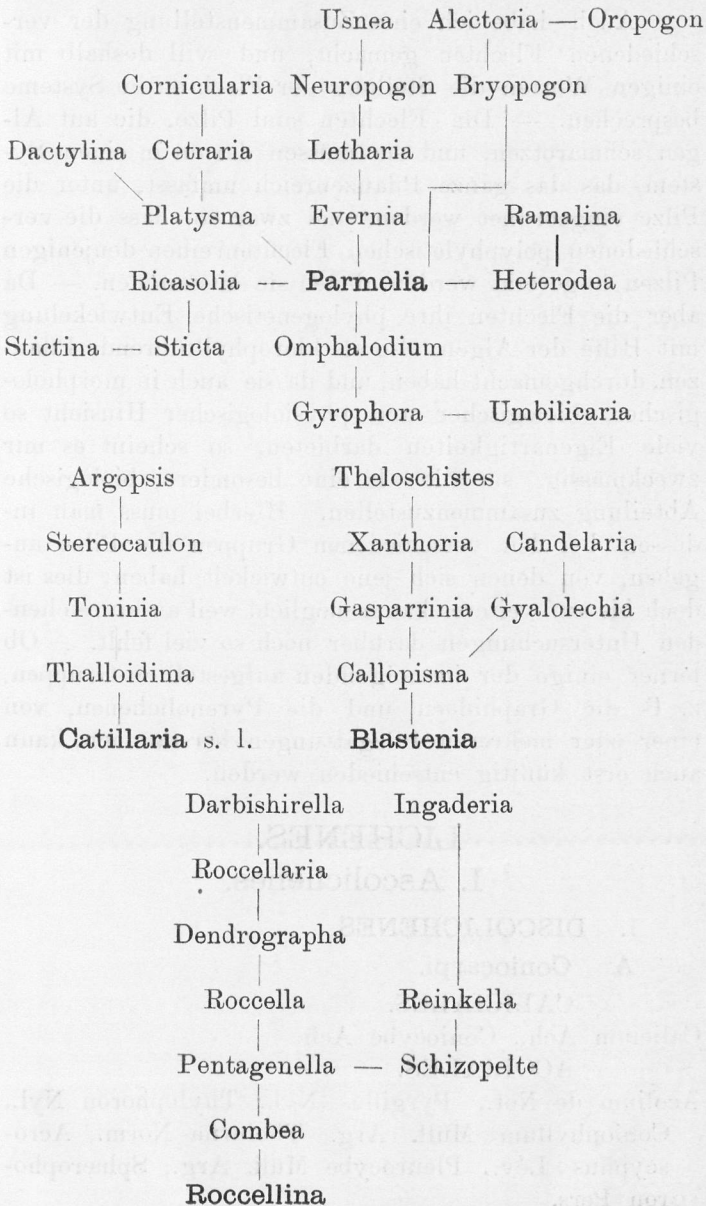 Usnea Alectoria — Oropogon
Cornicularia Neuropogon Bryopogon
Dactylina Cetraria Letharia
Platysma Evernia Ramalina
Ricasolia — Parmelia Heterodea
Stictina — Sticta Omphalodium
Gyrophora Umbilicaria
Argopsis Theloschistes
Stereocaulon Xanthoria Candelaria
Toninia Gasparrinia Gyalolechia
Thalloidima Callopisma
Catillaria s. l. Blastenia
Darbishirella Ingaderia
Roccellaria
Dendrographa
Roccella Reinkella
Pentagenella — Schizopelte
Combea
Roccellina